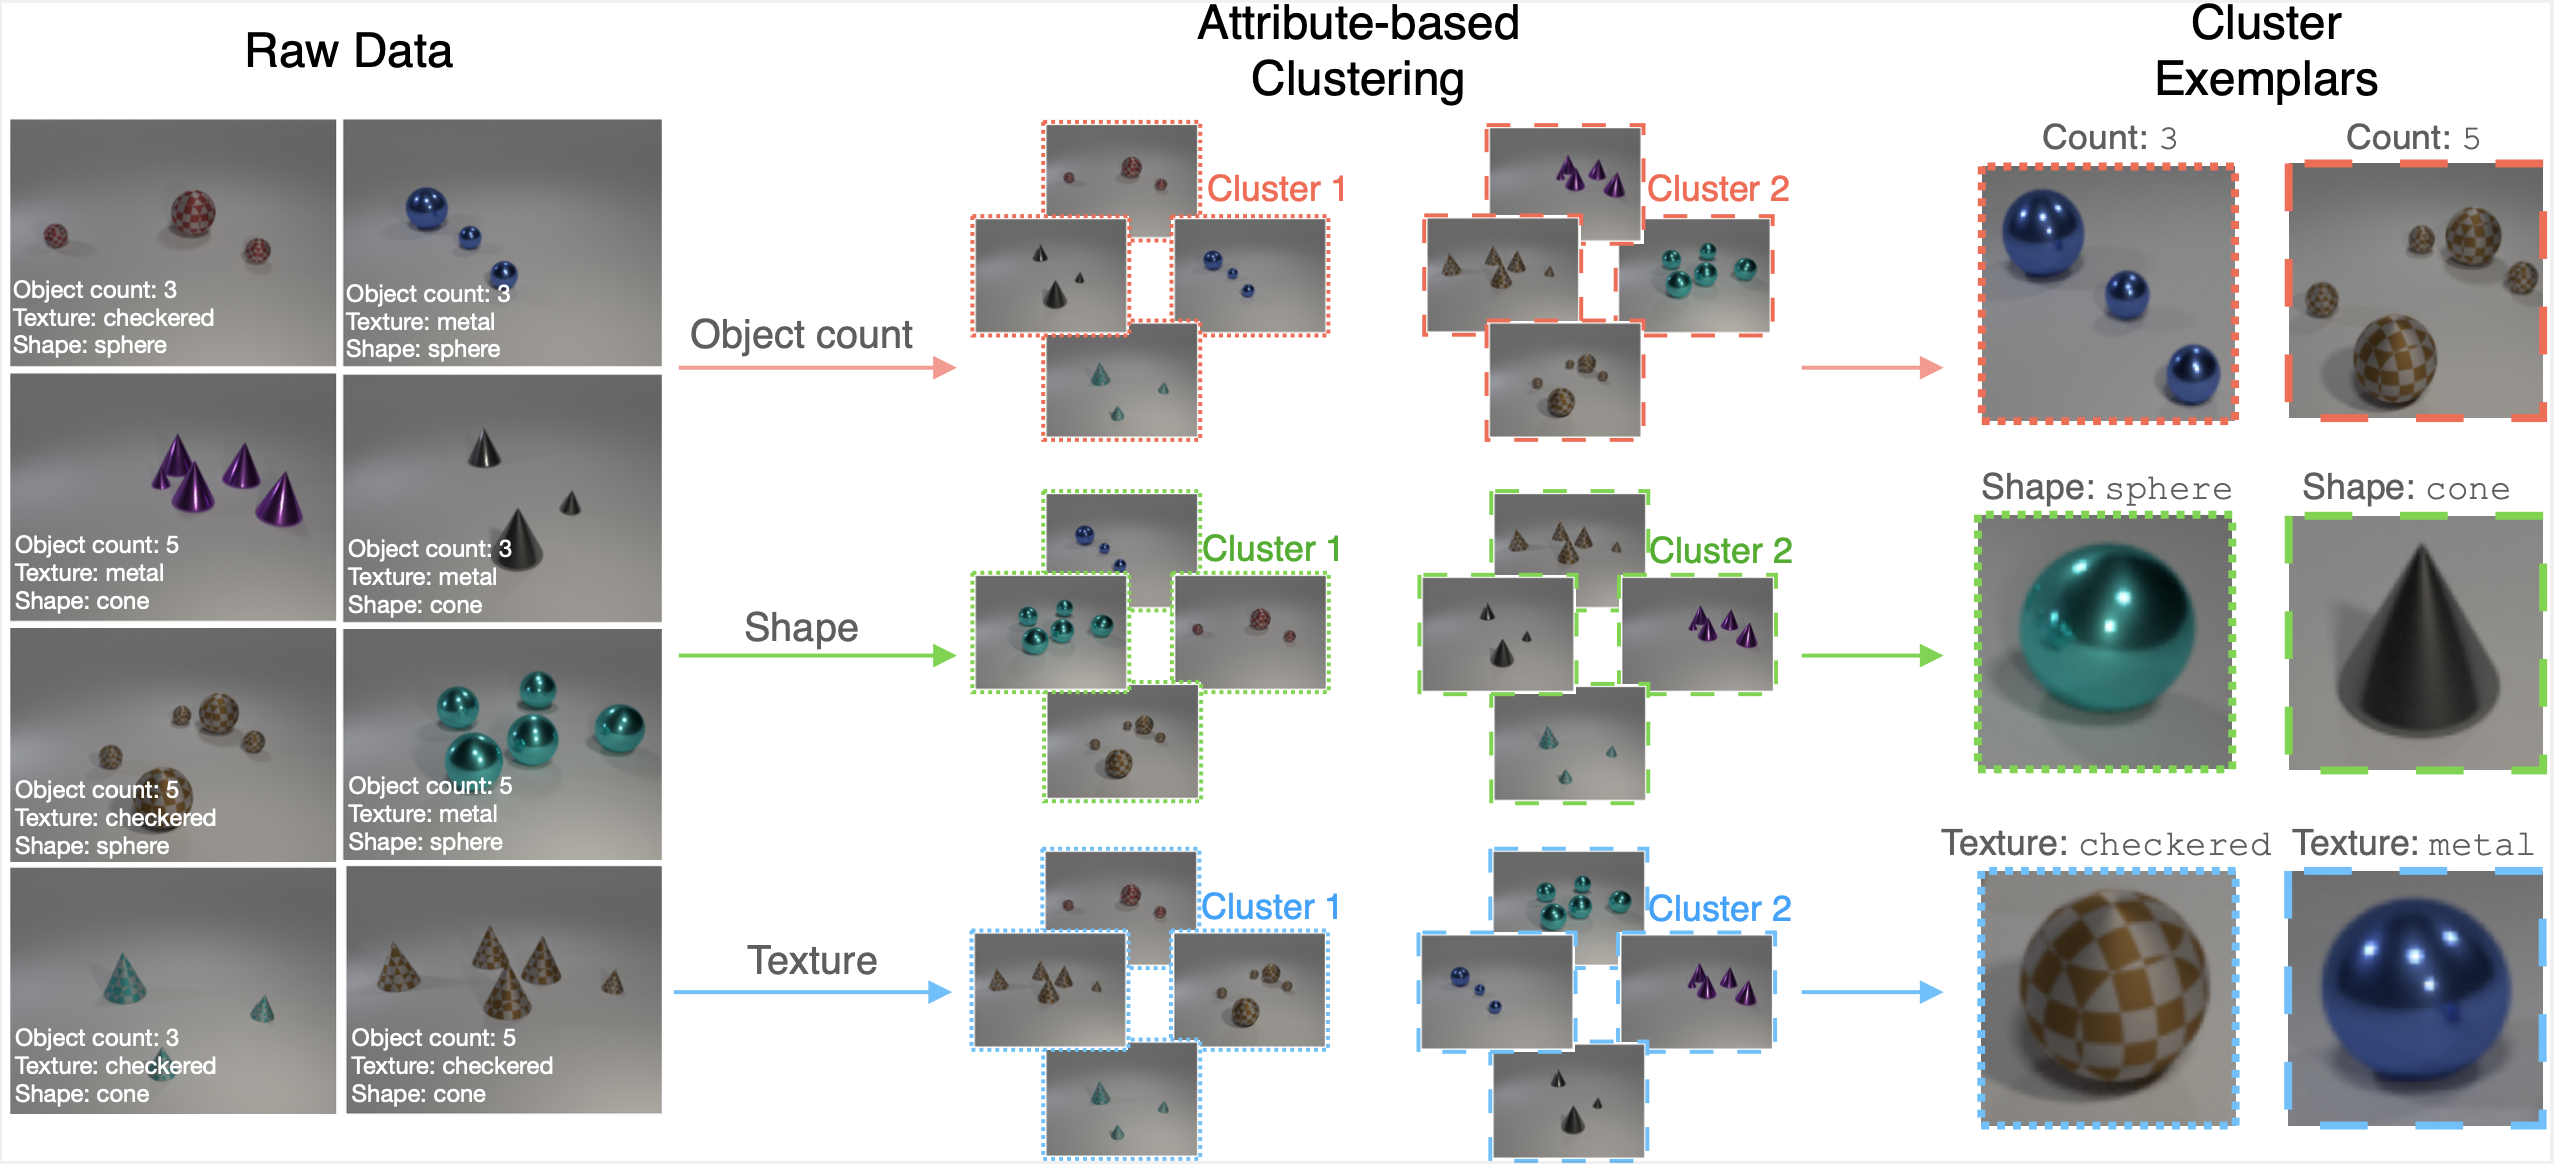 Raw Data
Attribute-based
Clustering
Cluster
Exemplars
Object count: 3
Texture: checkered
Shape: sphere
Object count: 3
Texture: metal
Shape: sphere
Object count: 5
Texture: metal
Shape: cone
Object count: 3
Texture: metal
Shape: cone
Object count: 5
Texture: checkered
Shape: sphere
Object count: 5
Texture: metal
Shape: sphere
Object count: 3
Texture: checkered
Shape: cone
Object count: 5
Texture: checkered
Shape: cone
Object count
Cluster 1
Cluster 2
Count: 3
Count: 5
Shape
Cluster 1
Cluster 2
Shape: sphere
Shape: cone
Texture
Cluster 1
Cluster 2
Texture: checkered
Texture: metal